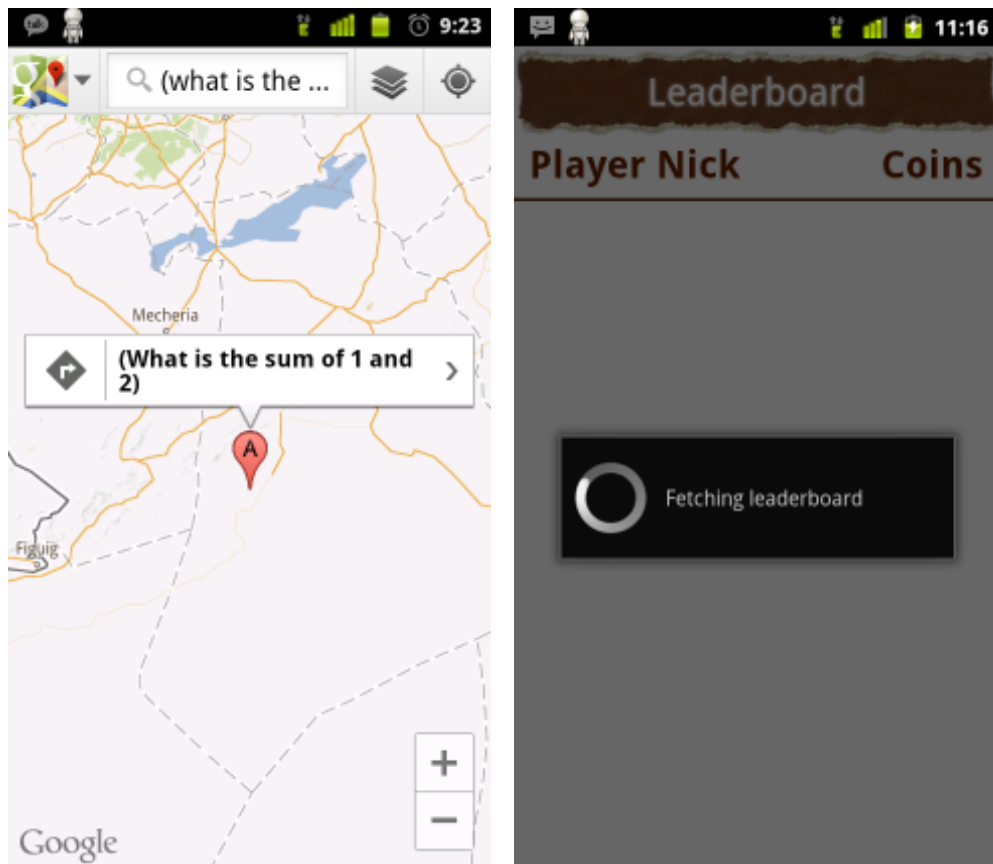 talk
9:23
(what is the ...
Mecheria
(What is the sum of 1 and
2)
A
Figuig
Google
11:16
Leaderboard
Player Nick
Coins
Fetching leaderboard